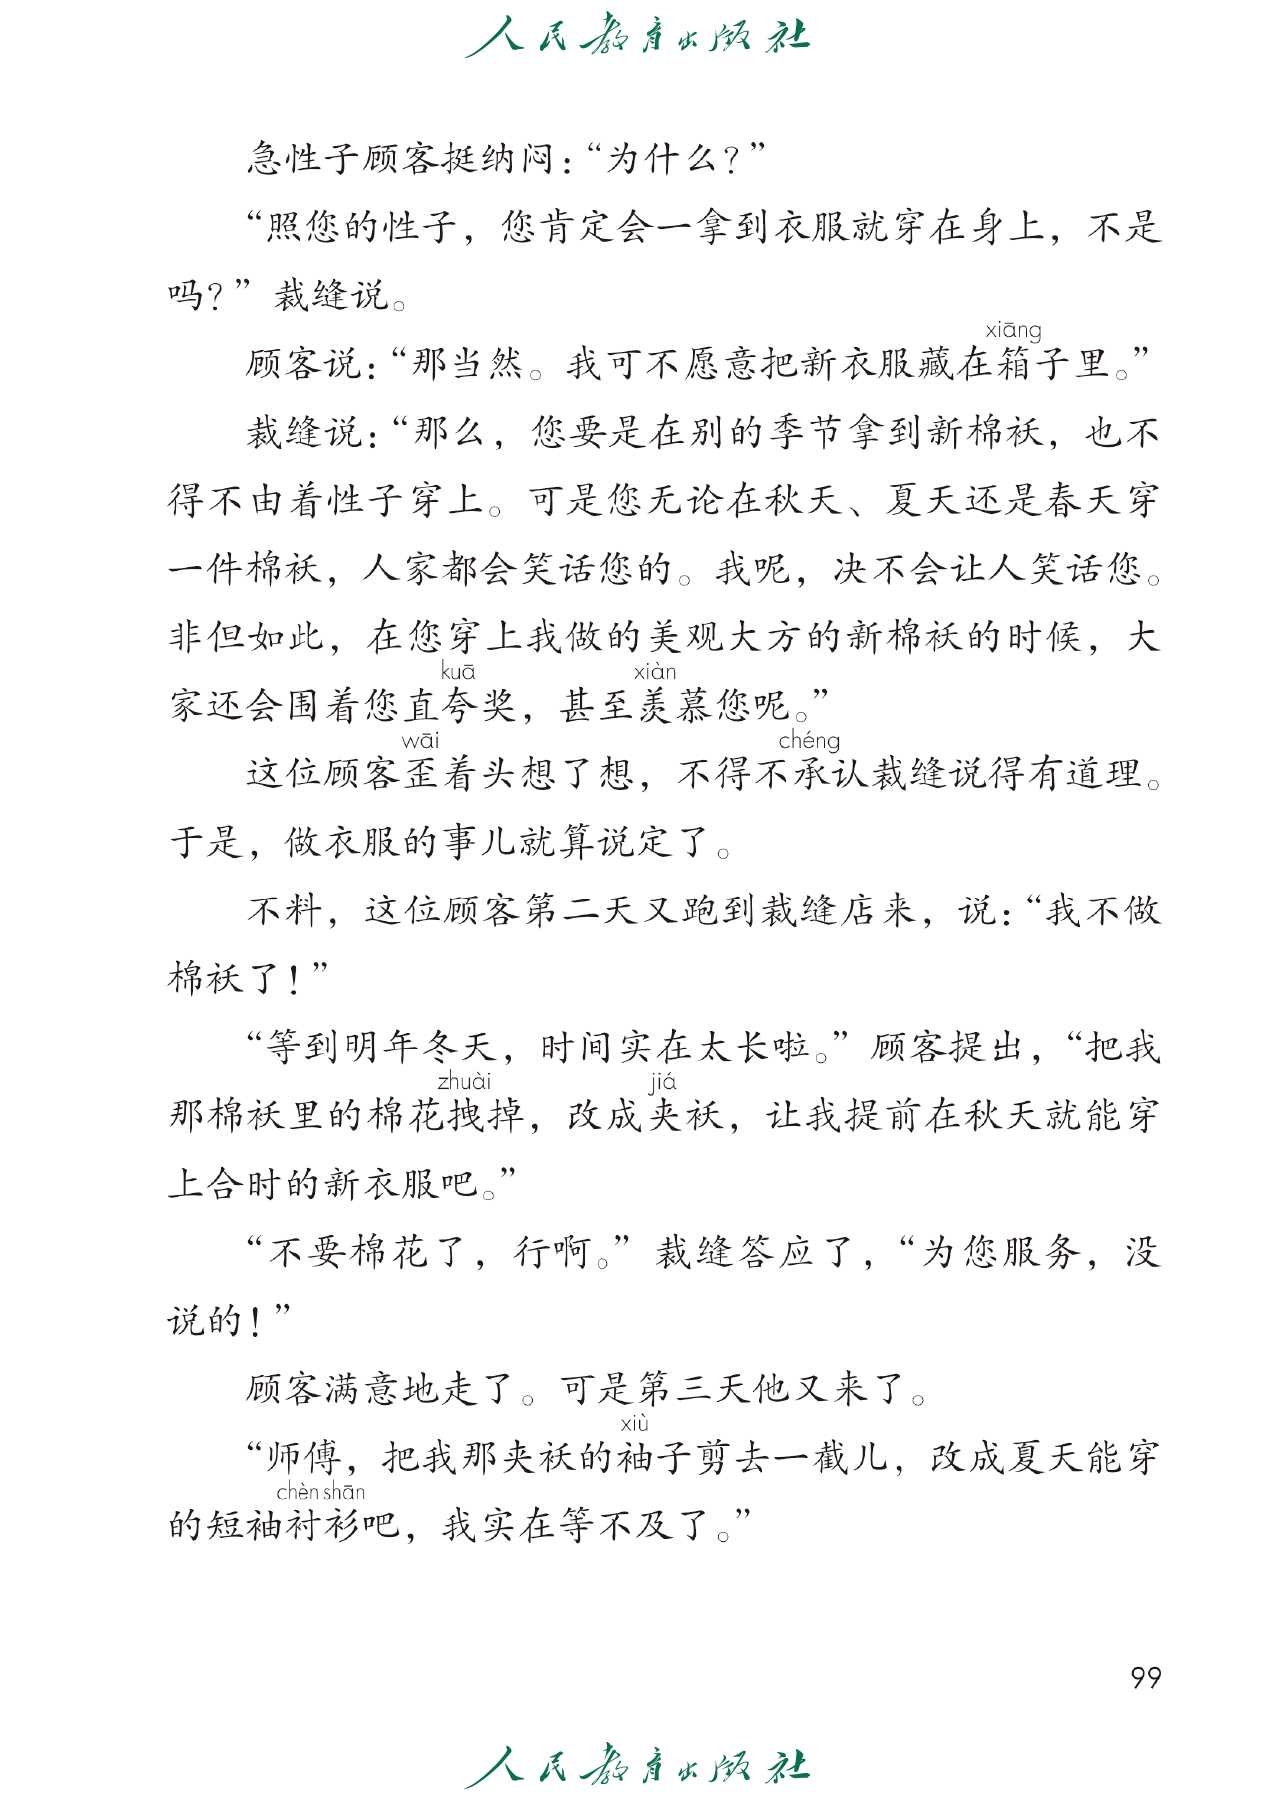 人民教育出版社
急性子顾客挺纳闷：“为什么？”
“照您的性子，您肯定会一拿到衣服就穿在身上，不是
吗？”裁缝说。
xiāng
顾客说：“那当然。我可不愿意把新衣服藏在箱子里。”
裁缝说：“那么，您要是在别的季节拿到新棉袄，也不
得不由着性子穿上。可是您无论在秋天、夏天还是春天穿
一件棉袄，人家都会笑话您的。我呢，决不会让人笑话您。
非但如此，在您穿上我做的美观大方的新棉袄的时候，大
kuā xiàn
家还会围着您直夸奖，甚至羡慕您呢。”
wāi chéng
这位顾客歪着头想了想，不得不承认裁缝说得有道理。
于是，做衣服的事儿就算说定了。
不料，这位顾客第二天又跑到裁缝店来，说：“我不做
棉袄了！”
“等到明年冬天，时间实在太长啦。”顾客提出，“把我
zhuài jiá
那棉袄里的棉花拽掉，改成夹袄，让我提前在秋天就能穿
上合时的新衣服吧。”
“不要棉花了，行啊。”裁缝答应了，“为您服务，没
说的！”
顾客满意地走了。可是第三天他又来了。
xiù
“师傅，把我那夹袄的袖子剪去一截儿，改成夏天能穿
chèn shān
的短袖衬衫吧，我实在等不及了。”
99
人民教育出版社